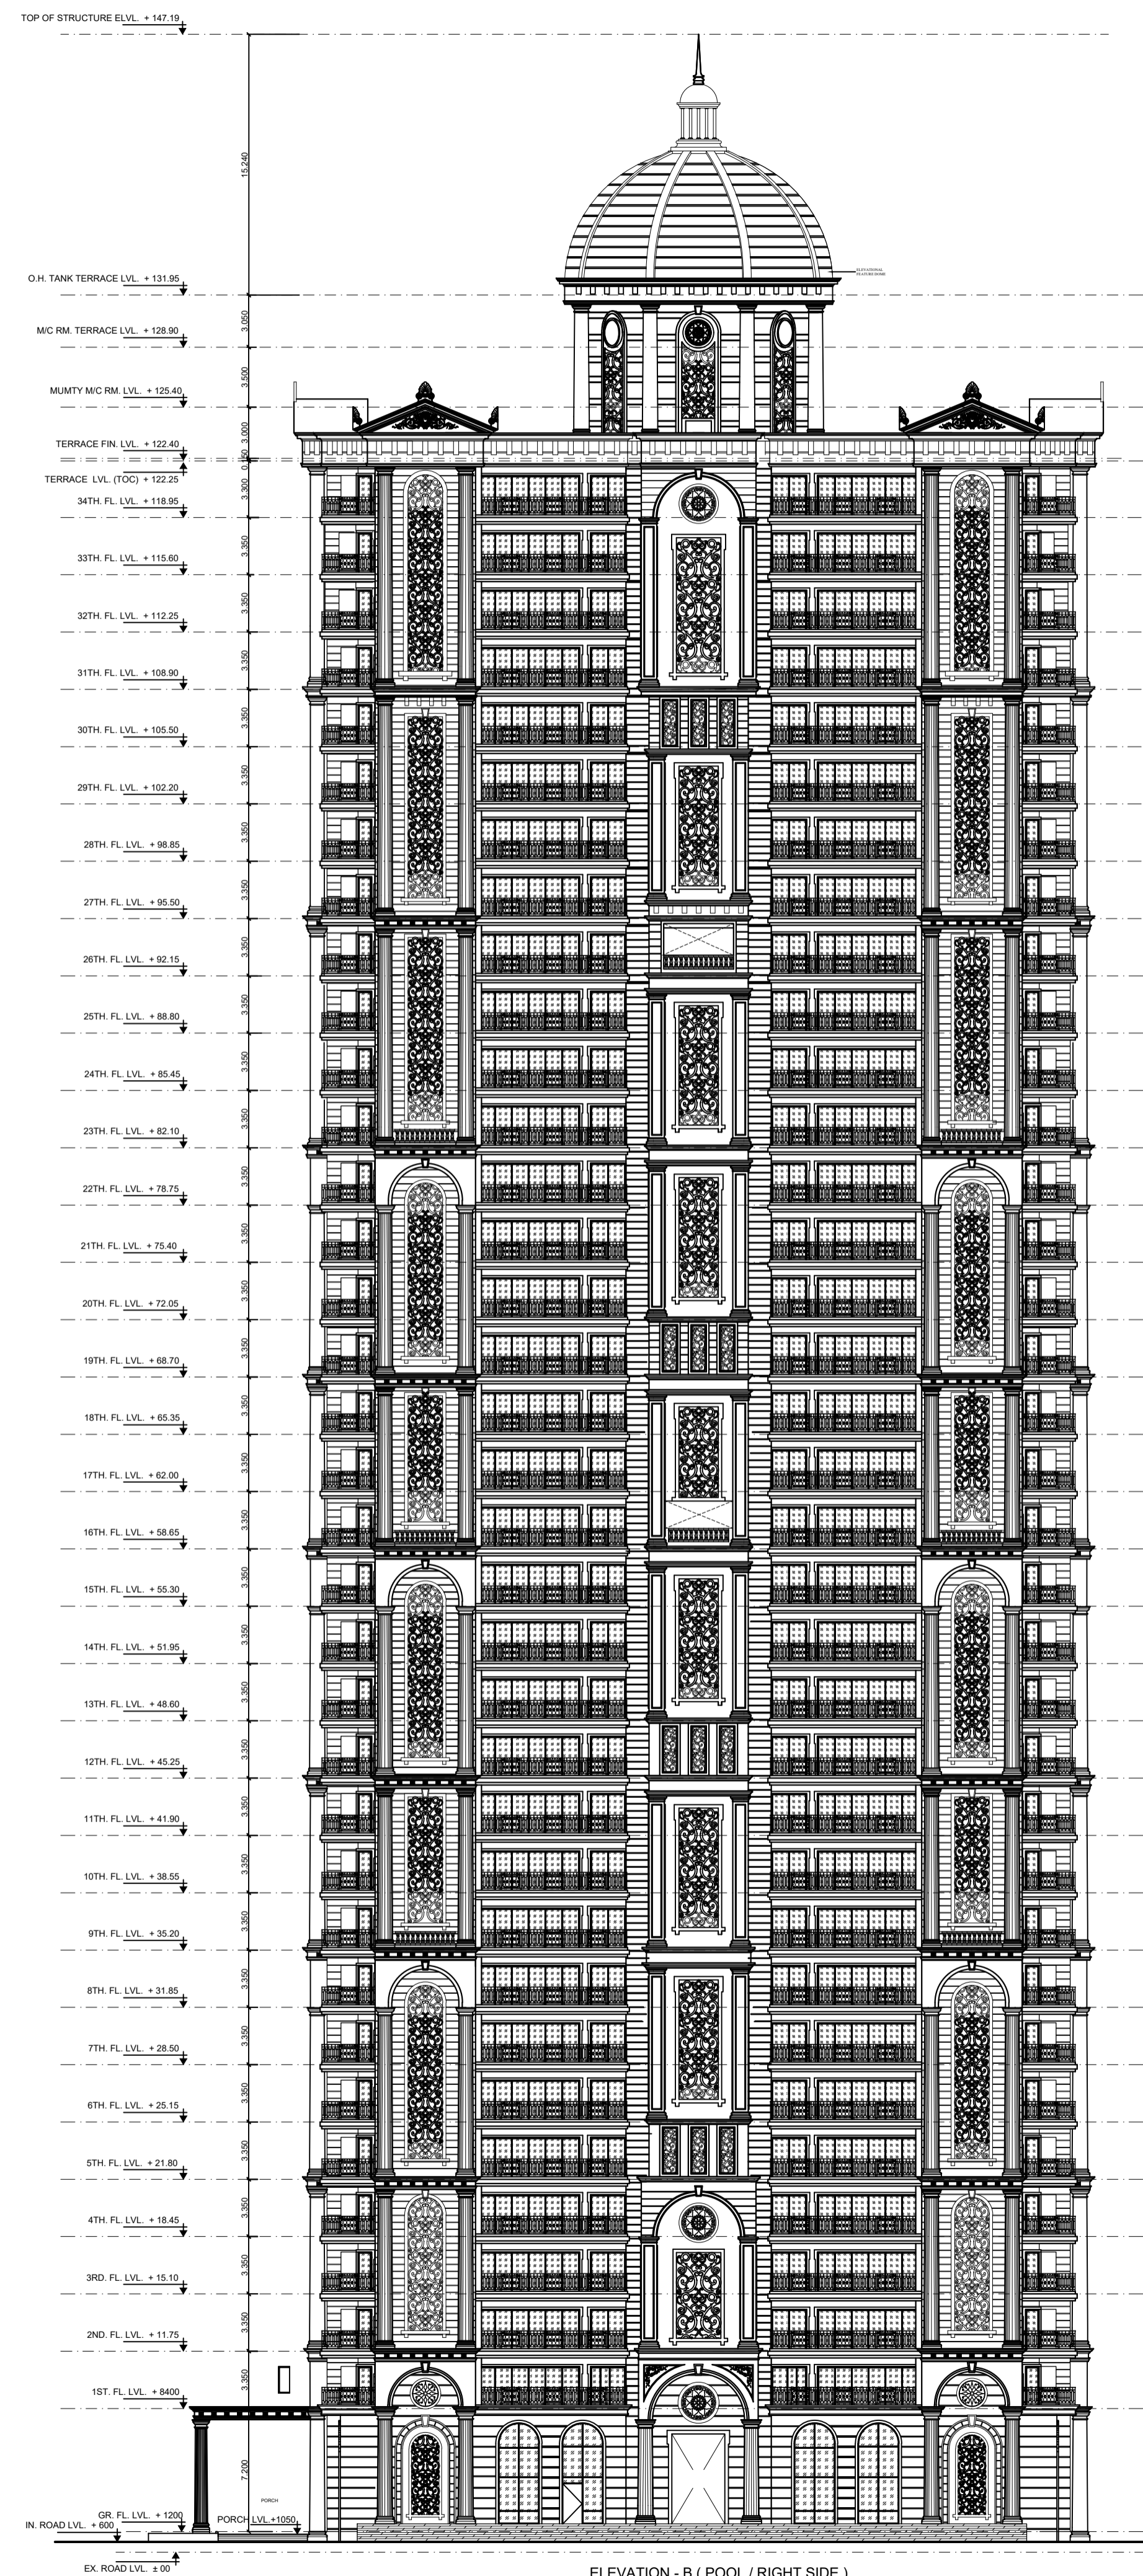 TOP OF STRUCTURE ELVL. + 147.19
15.240
ELEVATIONAL
FEATURE DOME
O.H. TANK TERRACE LVL. + 131.95
3.050
M/C RM. TERRACE LVL. + 128.90
3.500
MUMTY M/C RM. LVL. + 125.40
3.000
TERRACE FIN. LVL. + 122.40
0.150
TERRACE LVL. (TOC) + 122.25
3.300
34TH. FL. LVL. + 118.95
3.350
33TH. FL. LVL. + 115.60
3.350
32TH. FL. LVL. + 112.25
3.350
31TH. FL. LVL. + 108.90
3.350
30TH. FL. LVL. + 105.50
3.350
29TH. FL. LVL. + 102.20
3.350
28TH. FL. LVL. + 98.85
3.350
27TH. FL. LVL. + 95.50
3.350
26TH. FL. LVL. + 92.15
3.350
25TH. FL. LVL. + 88.80
3.350
24TH. FL. LVL. + 85.45
3.350
23TH. FL. LVL. + 82.10
3.350
22TH. FL. LVL. + 78.75
3.350
21TH. FL. LVL. + 75.40
3.350
20TH. FL. LVL. + 72.05
3.350
19TH. FL. LVL. + 68.70
3.350
18TH. FL. LVL. + 65.35
3.350
17TH. FL. LVL. + 62.00
3.350
16TH. FL. LVL. + 58.65
3.350
15TH. FL. LVL. + 55.30
3.350
14TH. FL. LVL. + 51.95
3.350
13TH. FL. LVL. + 48.60
3.350
12TH. FL. LVL. + 45.25
3.350
11TH. FL. LVL. + 41.90
3.350
10TH. FL. LVL. + 38.55
3.350
9TH. FL. LVL. + 35.20
3.350
8TH. FL. LVL. + 31.85
3.350
7TH. FL. LVL. + 28.50
3.350
6TH. FL. LVL. + 25.15
3.350
5TH. FL. LVL. + 21.80
3.350
4TH. FL. LVL. + 18.45
3.350
3RD. FL. LVL. + 15.10
3.350
2ND. FL. LVL. + 11.75
3.350
1ST. FL. LVL. + 8400
7.200
PORCH
GR. FL. LVL. + 1200
PORCH LVL.+1050
IN. ROAD LVL. + 600
EX. ROAD LVL. ± 00
ELEVATION - B ( POOL / RIGHT SIDE )